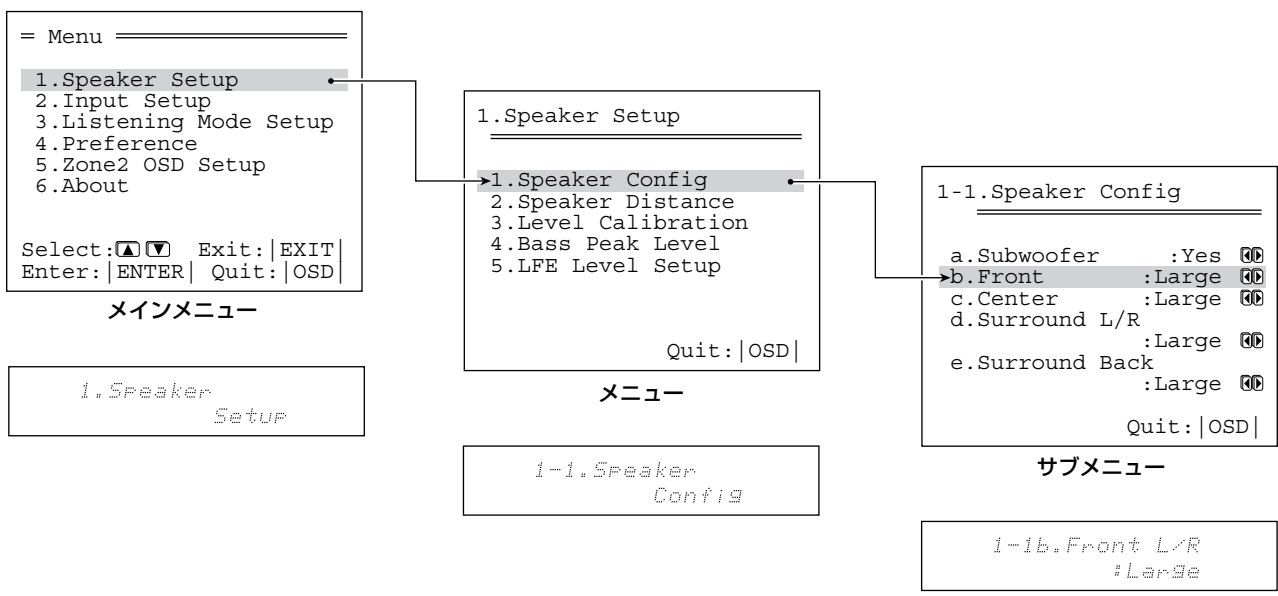 = Menu
1.Speaker Setup
2.Input Setup
3.Listening Mode Setup
4.Preference
5.Zone2 OSD Setup
6.About
Select:▲▼ Exit:|EXIT|
Enter:|ENTER| Quit:|OSD|
メインメニュー
1.Speaker
Setup
1.Speaker Setup
1.Speaker Config
2.Speaker Distance
3.Level Calibration
4.Bass Peak Level
5.LFE Level Setup
Quit:|OSD|
メニュー
1-1.Speaker
Config
1-1.Speaker Config
a.Subwoofer :Yes
b.Front :Large
c.Center :Large
d.Surround L/R
:Large
e.Surround Back
:Large
Quit:|OSD|
サブメニュー
1-1b.Front L/R
:Large